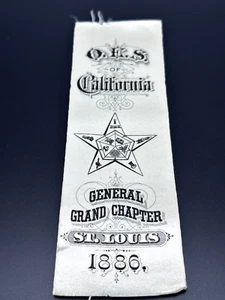 O.E.S.
OF
California
GENERAL
GRAND CHAPTER
ST. LOUIS
1886,